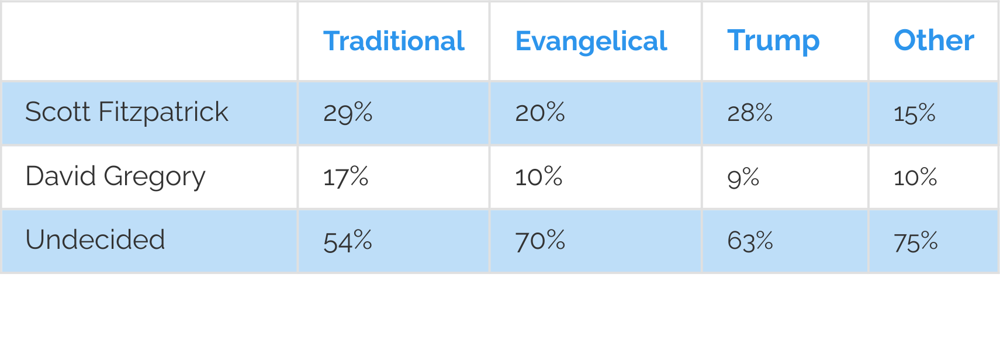 Traditional Evangelical Trump Other
Scott Fitzpatrick 29% 20% 28% 15%
David Gregory 17% 10% 9% 10%
Undecided 54% 70% 63% 75%